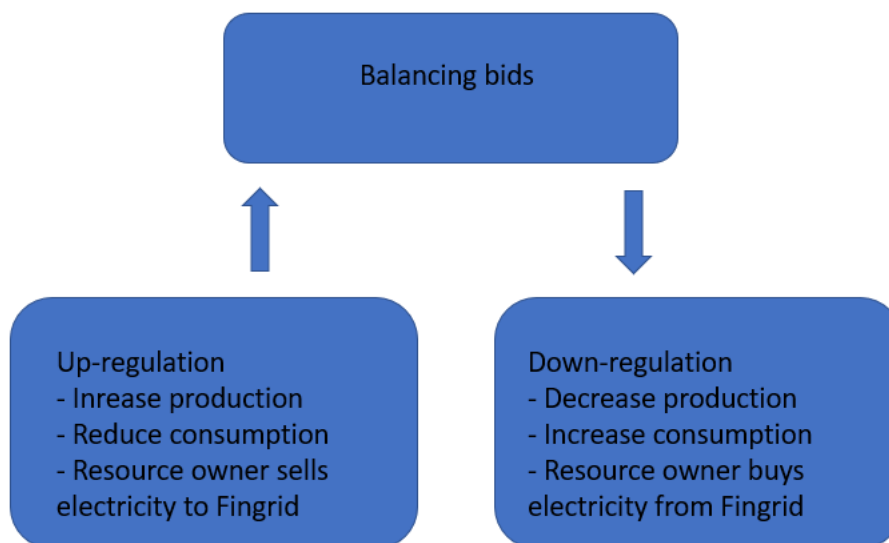 Balancing bids
Up-regulation
- Inrease production
- Reduce consumption
- Resource owner sells
electricity to Fingrid
Down-regulation
- Decrease production
- Increase consumption
- Resource owner buys
electricity from Fingrid